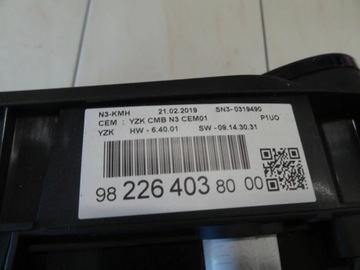 N3-KMH 21.02.2019 SN3- 0319490
CEM : YZK CMB N3 CEM01 P1UO
YZK HW - 6.40.01 SW - 09.14.30.31
98 226 403 80 00